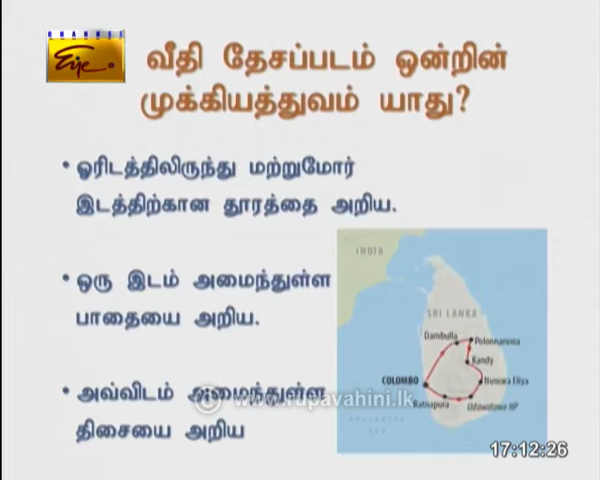 CHANNEL
Eye
வீதி தேசப்படம் ஒன்றின்
முக்கியத்துவம் யாது?
• ஓரிடத்திலிருந்து மற்றுமோர்
இடத்திற்கான தூரத்தை அறிய.
• ஒரு இடம் அமைந்துள்ள
பாதையை அறிய.
• அவ்விடம் அமைந்துள்ள
திசையை அறிய
INDIA
SRI LANKA
Dambulla
Polonnaruwa
Kandy
COLOMBO
Nuwara Eliya
Ratnapura
Udawalawe NP
© www.rupavahini.lk
17:12:26